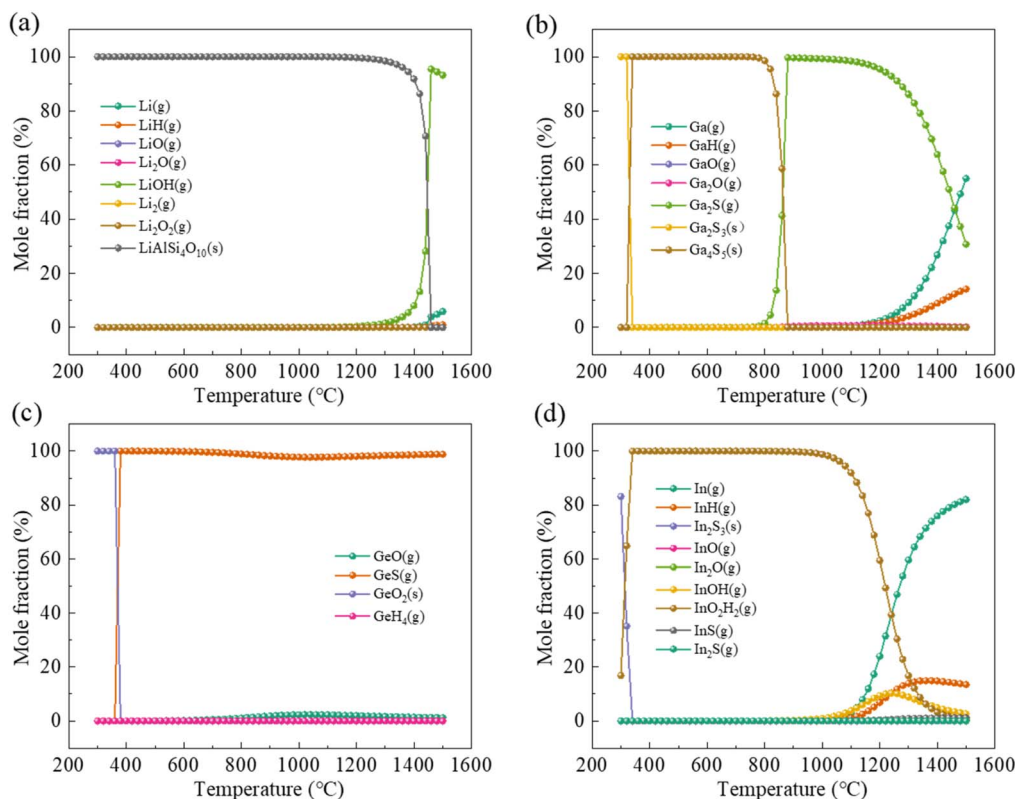 (a)
100
80
60
40
20
0
Mole fraction (%)
Li(g)
LiH(g)
LiO(g)
Li₂O(g)
LiOH(g)
Li₂(g)
Li₂O₂(g)
LiAlSi₄O₁₀(s)
200 400 600 800 1000 1200 1400 1600
Temperature (℃)
(b)
100
80
60
40
20
0
Mole fraction (%)
Ga(g)
GaH(g)
GaO(g)
Ga₂O(g)
Ga₂S(g)
Ga₂S₃(s)
Ga₄S₅(s)
200 400 600 800 1000 1200 1400 1600
Temperature (℃)
(c)
100
80
60
40
20
0
Mole fraction (%)
GeO(g)
GeS(g)
GeO₂(s)
GeH₄(g)
200 400 600 800 1000 1200 1400 1600
Temperature (℃)
(d)
100
80
60
40
20
0
Mole fraction (%)
In(g)
InH(g)
In₂S₃(s)
InO(g)
In₂O(g)
InOH(g)
InO₂H₂(g)
InS(g)
In₂S(g)
200 400 600 800 1000 1200 1400 1600
Temperature (℃)